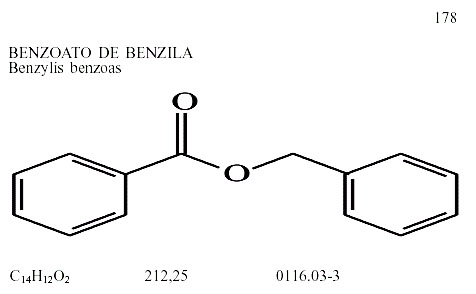 178
BENZOATO DE BENZILA
Benzylis benzoas
O
O
C₁₄H₁₂O₂ 212,25 0116.03-3